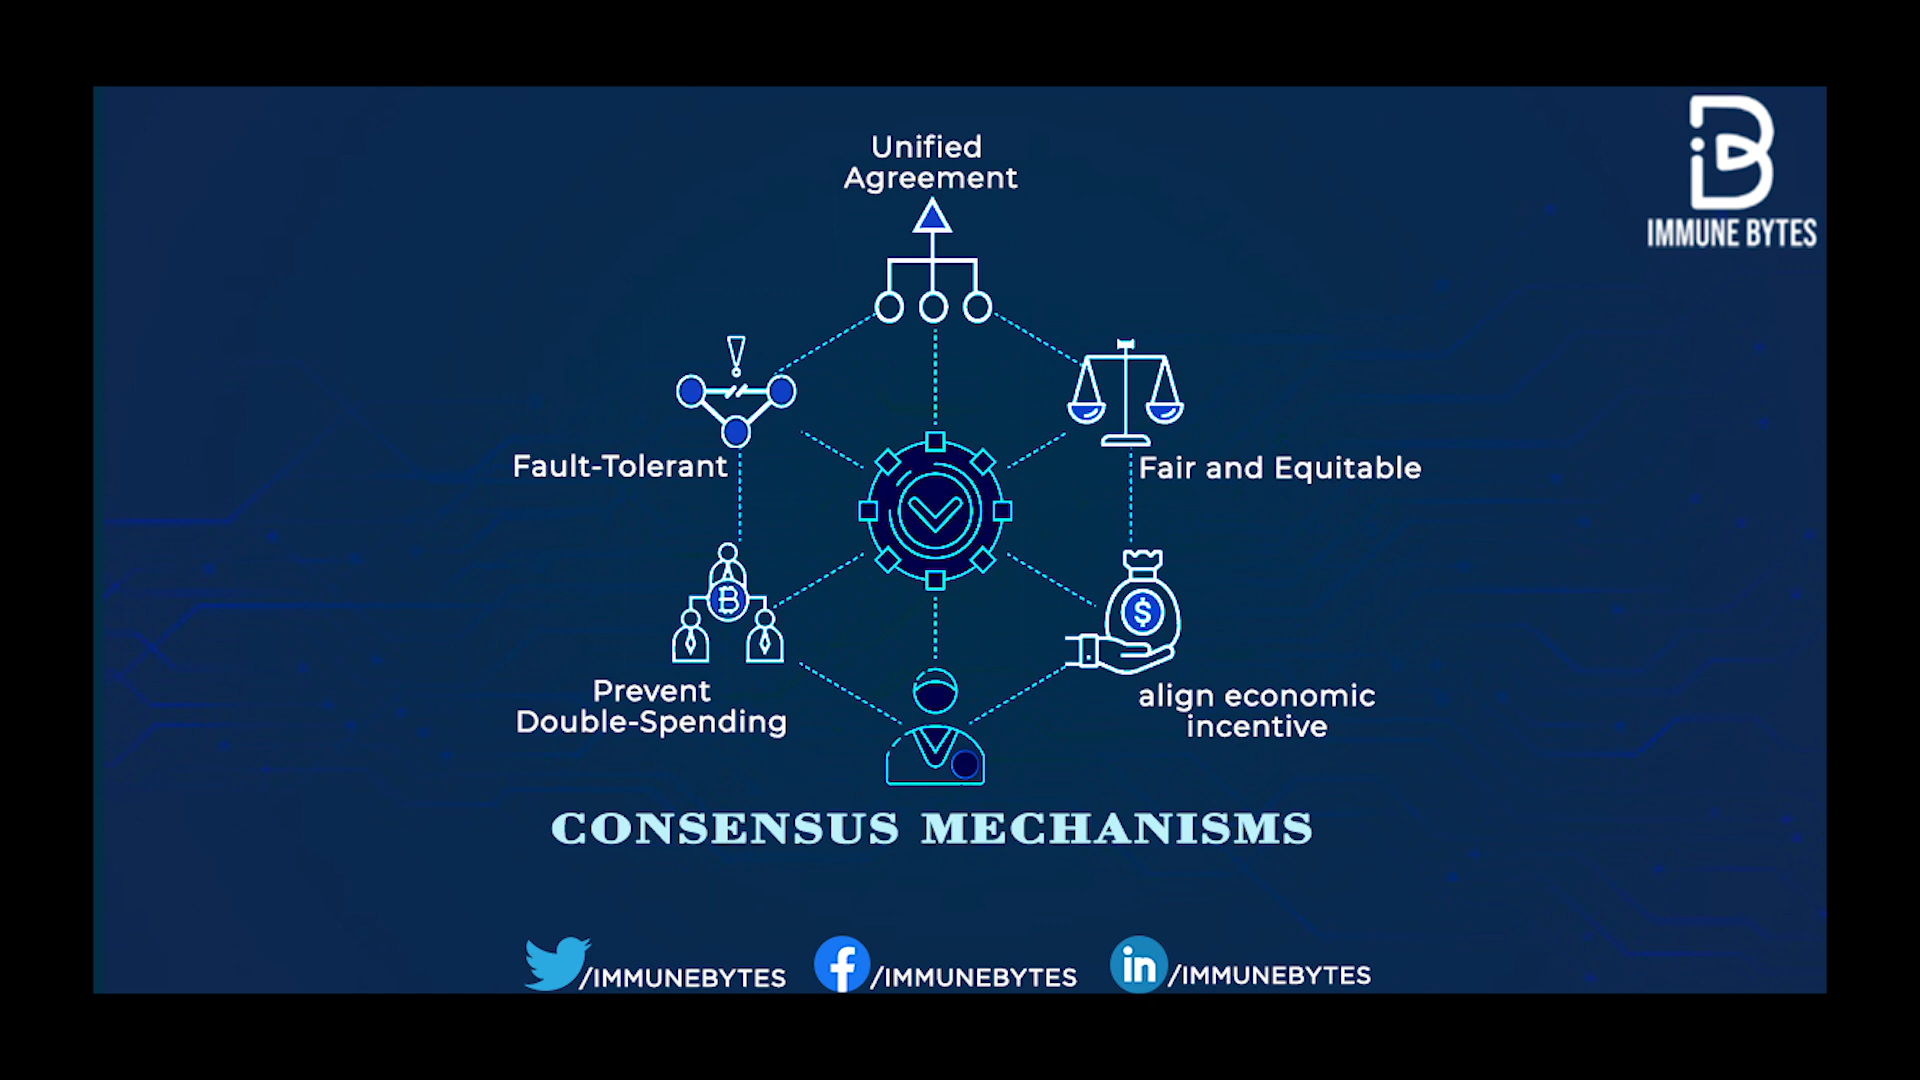 Unified
Agreement
IMMUNE BYTES
Fault-Tolerant
Fair and Equitable
B
$
Prevent
Double-Spending
align economic
incentive
CONSENSUS MECHANISMS
/IMMUNEBYTES
f/IMMUNEBYTES
in/IMMUNEBYTES